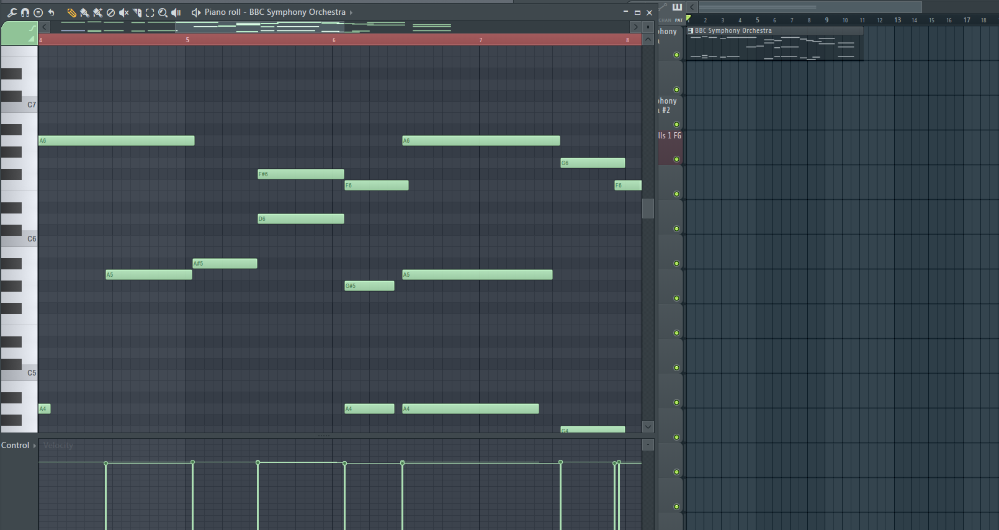 Piano roll - BBC Symphony Orchestra
CHAN PAT
2 3 4 5 6 7 8 9 10 11 12 13 14 15 16 17 18
4 5 6 7 8
BBC Symphony Orchestra
phony
a
C7
phony
a #2
A6
A6
lls 1 FG
G6
F#6
F6
F6
D6
C6
A#5
A5
A5
G#5
C5
A4
A4
A4
G4
Control
Velocity